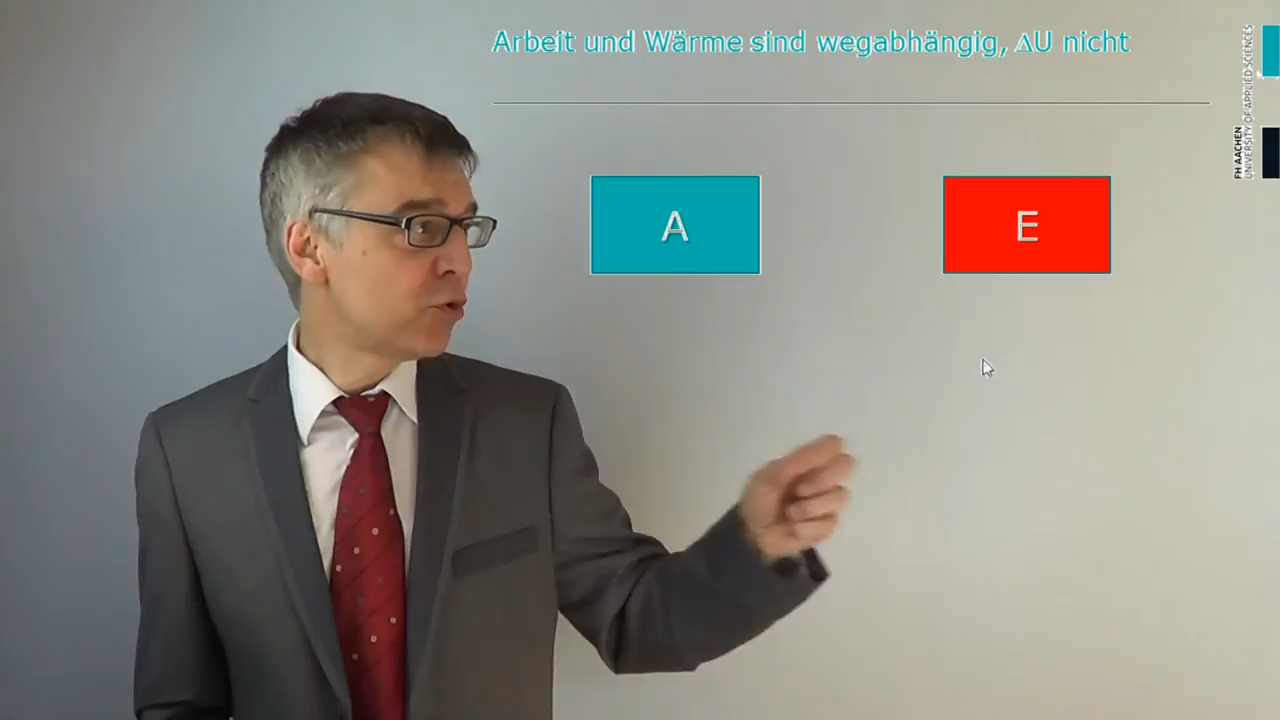 Arbeit und Wärme sind wegabhängig, ΔU nicht
A
E
FH AACHEN
UNIVERSITY OF APPLIED SCIENCES